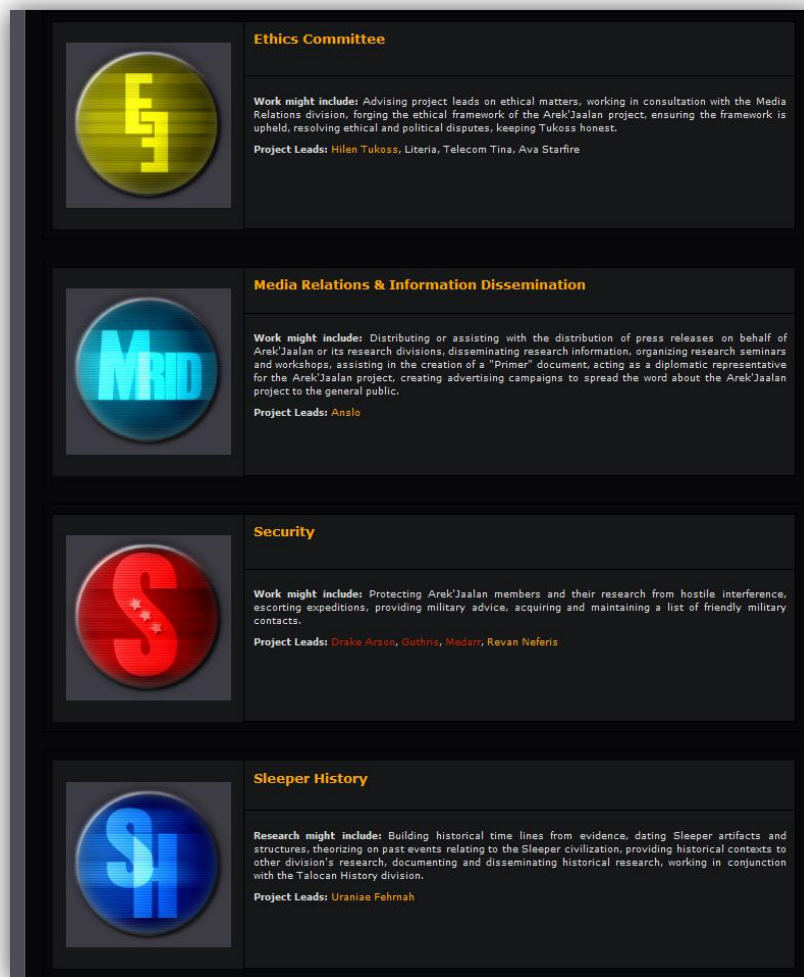 Ethics Committee
Work might include: Advising project leads on ethical matters, working in consultation with the Media
Relations division, forging the ethical framework of the Arek'Jaalan project, ensuring the framework is
upheld, resolving ethical and political disputes, keeping Tukoss honest.
Project Leads: Hilen Tukoss, Literia, Telecom Tina, Ava Starfire
MRID
Media Relations & Information Dissemination
Work might include: Distributing or assisting with the distribution of press releases on behalf of
Arek'Jaalan or its research divisions, disseminating research information, organizing research seminars
and workshops, assisting in the creation of a "Primer" document, acting as a diplomatic representative
for the Arek'Jaalan project, creating advertising campaigns to spread the word about the Arek'Jaalan
project to the general public.
Project Leads: Anslo
S
Security
Work might include: Protecting Arek'Jaalan members and their research from hostile interference,
escorting expeditions, providing military advice, acquiring and maintaining a list of friendly military
contacts.
Project Leads: Drake Arson, Guthris, Medarr, Revan Neferis
SH
Sleeper History
Research might include: Building historical time lines from evidence, dating Sleeper artifacts and
structures, theorizing on past events relating to the Sleeper civilization, providing historical contexts to
other division's research, documenting and disseminating historical research, working in conjunction
with the Talocan History division.
Project Leads: Uraniae Fehrnah